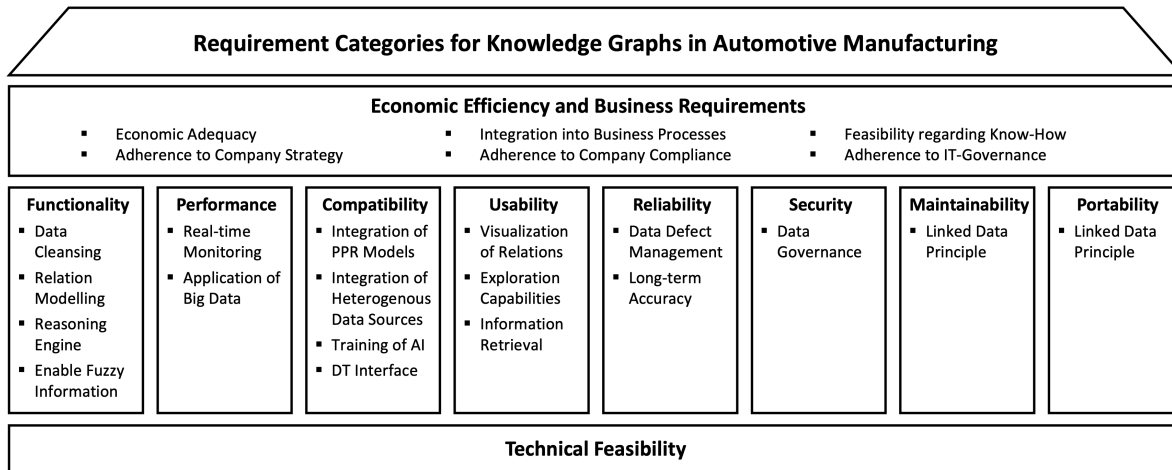 Requirement Categories for Knowledge Graphs in Automotive Manufacturing
Economic Efficiency and Business Requirements
▪ Economic Adequacy
▪ Adherence to Company Strategy
▪ Integration into Business Processes
▪ Adherence to Company Compliance
▪ Feasibility regarding Know-How
▪ Adherence to IT-Governance
Functionality
▪ Data
Cleansing
▪ Relation
Modelling
▪ Reasoning
Engine
▪ Enable Fuzzy
Information
Performance
▪ Real-time
Monitoring
▪ Application of
Big Data
Compatibility
▪ Integration of
PPR Models
▪ Integration of
Heterogenous
Data Sources
▪ Training of AI
▪ DT Interface
Usability
▪ Visualization
of Relations
▪ Exploration
Capabilities
▪ Information
Retrieval
Reliability
▪ Data Defect
Management
▪ Long-term
Accuracy
Security
▪ Data
Governance
Maintainability
▪ Linked Data
Principle
Portability
▪ Linked Data
Principle
Technical Feasibility